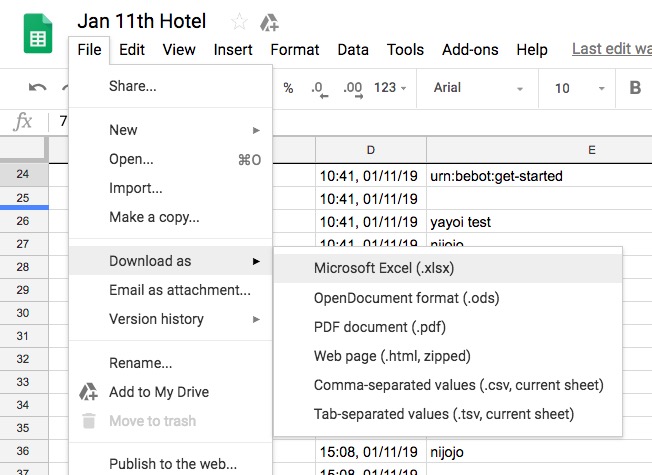 Jan 11th Hotel
File Edit View Insert Format Data Tools Add-ons Help Last edit wa
% .0 .00 123 Arial 10 B
Share...
fx 7
New
D E
Open... ⌘O
24 10:41, 01/11/19 urn:bebot:get-started
Import...
25 10:41, 01/11/19
Make a copy...
26 10:41, 01/11/19 yayoi test
27 10:41, 01/11/19 nijojo
Download as
28 Microsoft Excel (.xlsx)
Email as attachment...
29 OpenDocument format (.ods)
Version history
30 PDF document (.pdf)
31 Web page (.html, zipped)
Rename...
32
Add to My Drive
33 Comma-separated values (.csv, current sheet)
Move to trash
34 Tab-separated values (.tsv, current sheet)
35
36 15:08, 01/11/19 nijojo
Publish to the web...
37 15:08, 01/11/19